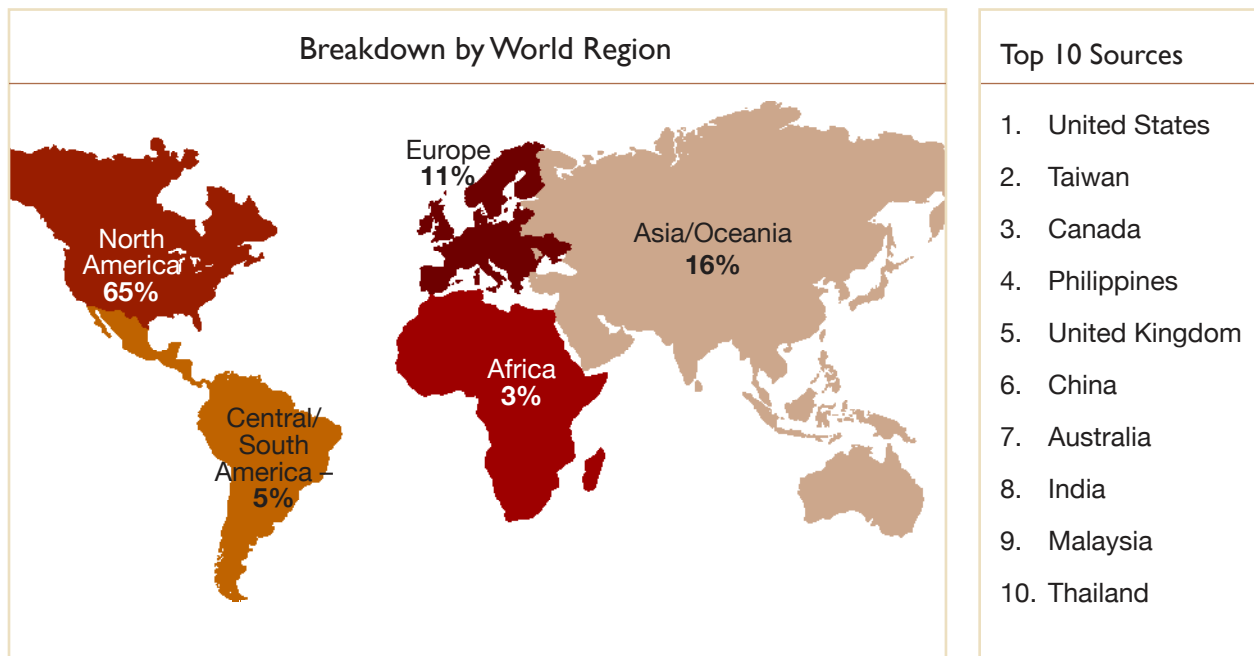 Breakdown by World Region
North
America
65%
Europe
11%
Asia/Oceania
16%
Africa
3%
Central/
South
America –
5%
Top 10 Sources
1. United States
2. Taiwan
3. Canada
4. Philippines
5. United Kingdom
6. China
7. Australia
8. India
9. Malaysia
10. Thailand